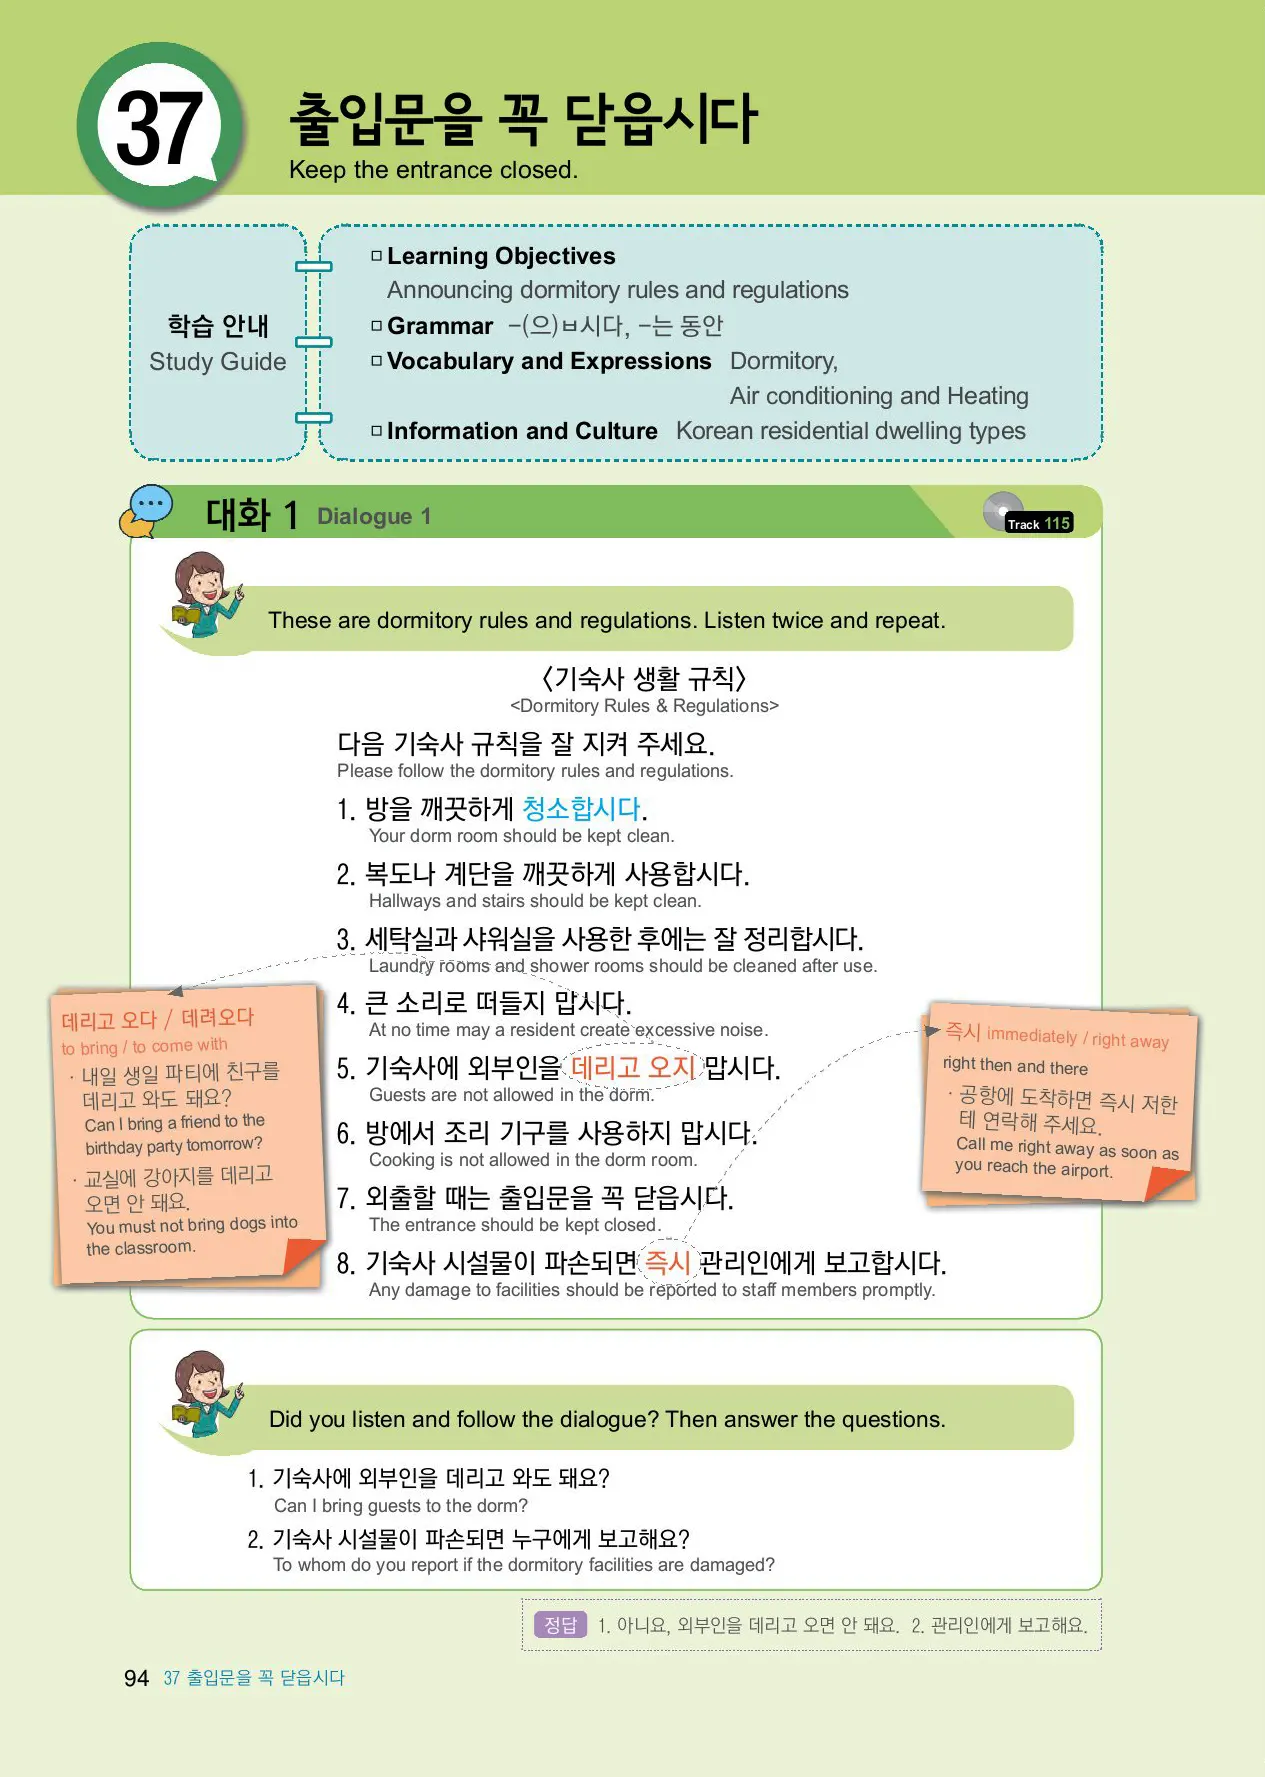 37
출입문을 꼭 닫읍시다
Keep the entrance closed.
학습 안내
Study Guide
Learning Objectives
Announcing dormitory rules and regulations
Grammar -(으)ㅂ시다, -는 동안
Vocabulary and Expressions Dormitory,
Air conditioning and Heating
Information and Culture Korean residential dwelling types
대화 1 Dialogue 1
Track 115
These are dormitory rules and regulations. Listen twice and repeat.
〈기숙사 생활 규칙〉
<Dormitory Rules & Regulations>
다음 기숙사 규칙을 잘 지켜 주세요.
Please follow the dormitory rules and regulations.
1. 방을 깨끗하게 청소합시다.
Your dorm room should be kept clean.
2. 복도나 계단을 깨끗하게 사용합시다.
Hallways and stairs should be kept clean.
3. 세탁실과 샤워실을 사용한 후에는 잘 정리합시다.
Laundry rooms and shower rooms should be cleaned after use.
4. 큰 소리로 떠들지 맙시다.
At no time may a resident create excessive noise.
5. 기숙사에 외부인을 데리고 오지 맙시다.
Guests are not allowed in the dorm.
6. 방에서 조리 기구를 사용하지 맙시다.
Cooking is not allowed in the dorm room.
7. 외출할 때는 출입문을 꼭 닫읍시다.
The entrance should be kept closed.
8. 기숙사 시설물이 파손되면 즉시 관리인에게 보고합시다.
Any damage to facilities should be reported to staff members promptly.
데리고 오다 / 데려오다
to bring / to come with
· 내일 생일 파티에 친구를
데리고 와도 돼요?
Can I bring a friend to the
birthday party tomorrow?
· 교실에 강아지를 데리고
오면 안 돼요.
You must not bring dogs into
the classroom.
즉시 immediately / right away
right then and there
· 공항에 도착하면 즉시 저한
테 연락해 주세요.
Call me right away as soon as
you reach the airport.
Did you listen and follow the dialogue? Then answer the questions.
1. 기숙사에 외부인을 데리고 와도 돼요?
Can I bring guests to the dorm?
2. 기숙사 시설물이 파손되면 누구에게 보고해요?
To whom do you report if the dormitory facilities are damaged?
정답 1. 아니요, 외부인을 데리고 오면 안 돼요. 2. 관리인에게 보고해요.
94 37 출입문을 꼭 닫읍시다